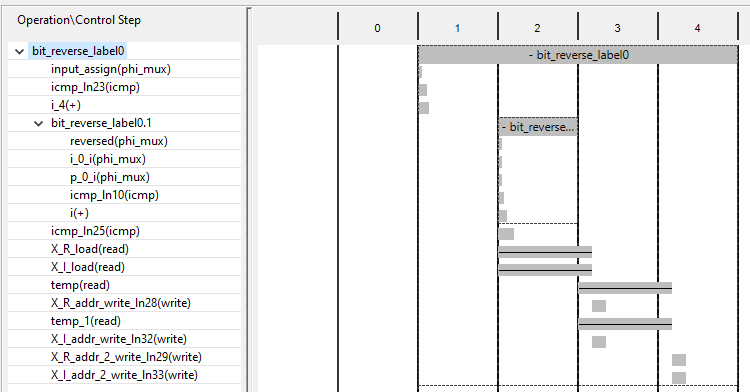 Operation\Control Step
0 1 2 3 4
bit_reverse_label0
- bit_reverse_label0
input_assign(phi_mux)
icmp_ln23(icmp)
i_4(+)
bit_reverse_label0.1
- bit_reverse...
reversed(phi_mux)
i_0_i(phi_mux)
p_0_i(phi_mux)
icmp_ln10(icmp)
i(+)
icmp_ln25(icmp)
X_R_load(read)
X_I_load(read)
temp(read)
X_R_addr_write_ln28(write)
temp_1(read)
X_I_addr_write_ln32(write)
X_R_addr_2_write_ln29(write)
X_I_addr_2_write_ln33(write)